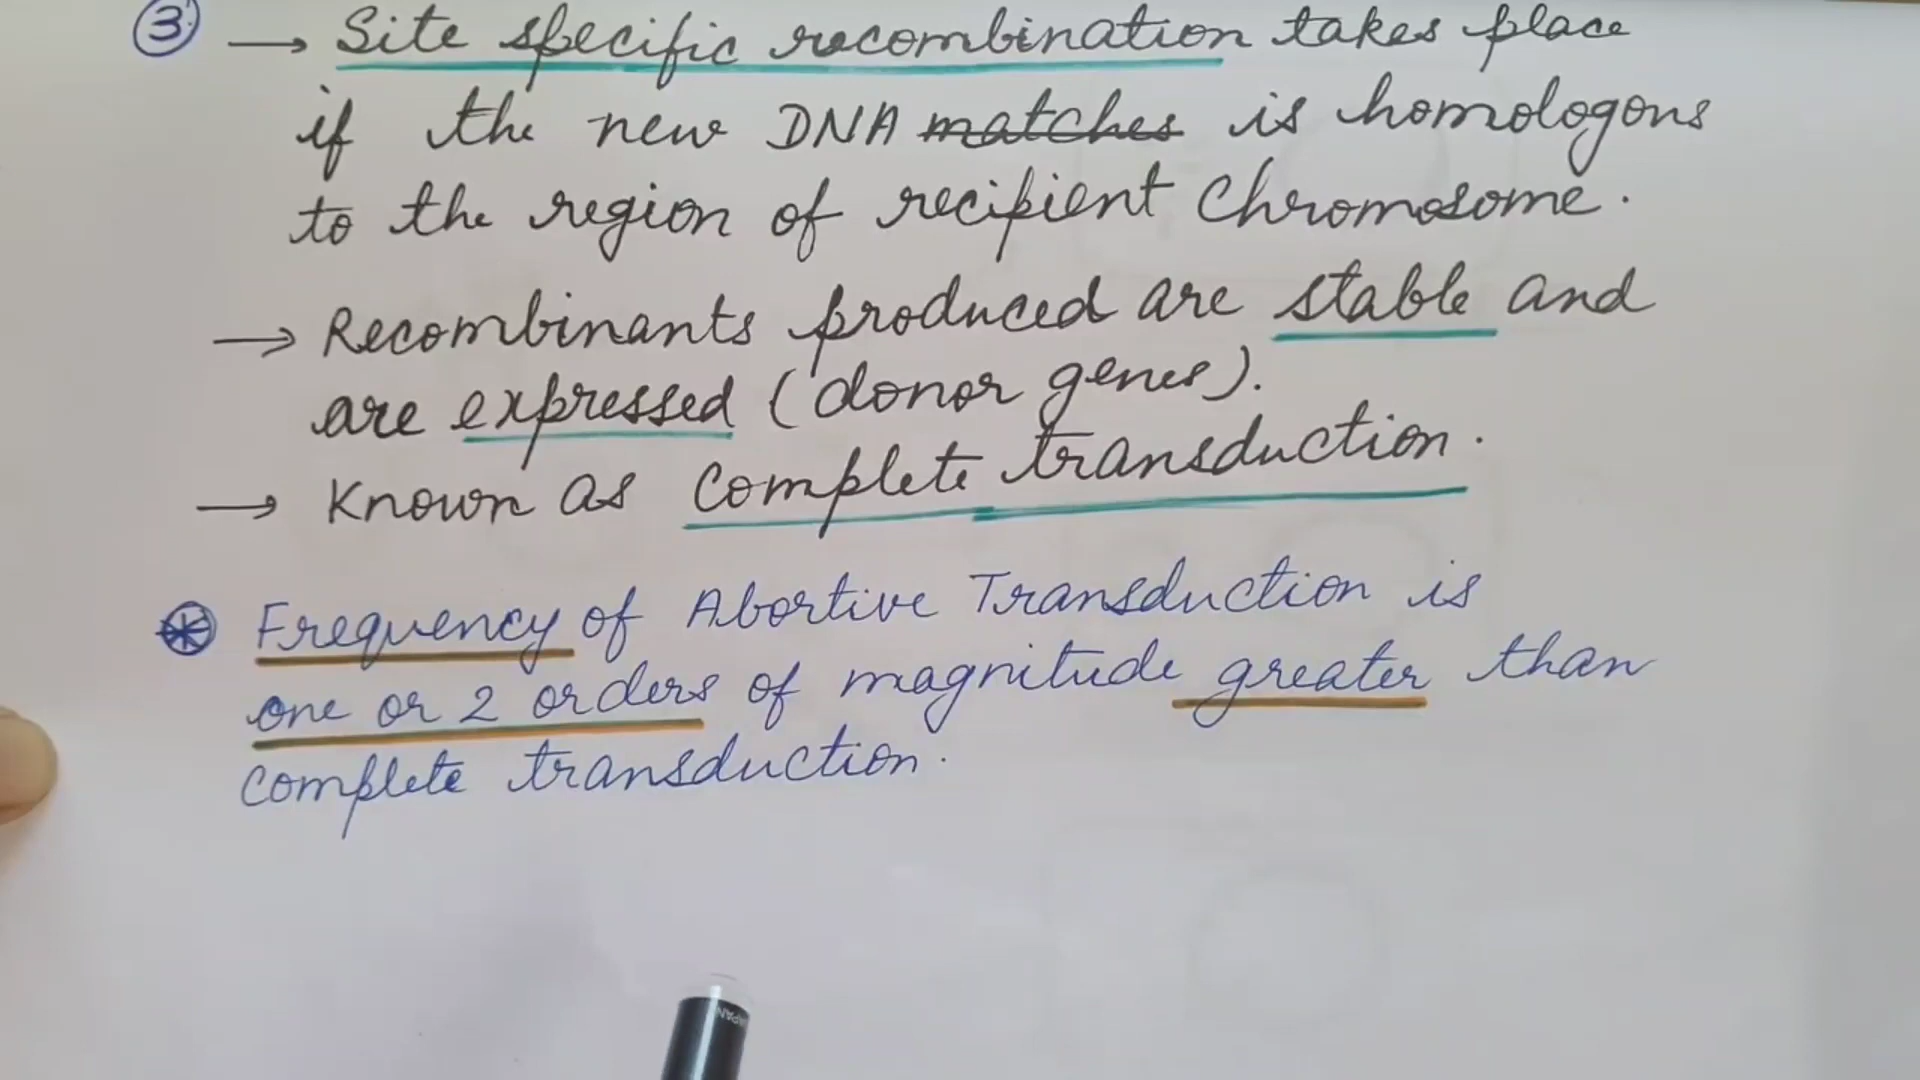 ③ → Site specific recombination takes place
if the new DNA matches is homologous
to the region of recipient Chromosome.
→ Recombinants produced are stable and
are expressed (donor genes).
→ Known as complete transduction.
Frequency of Abortive Transduction is
one or 2 orders of magnitude greater than
complete transduction.
JAPAN